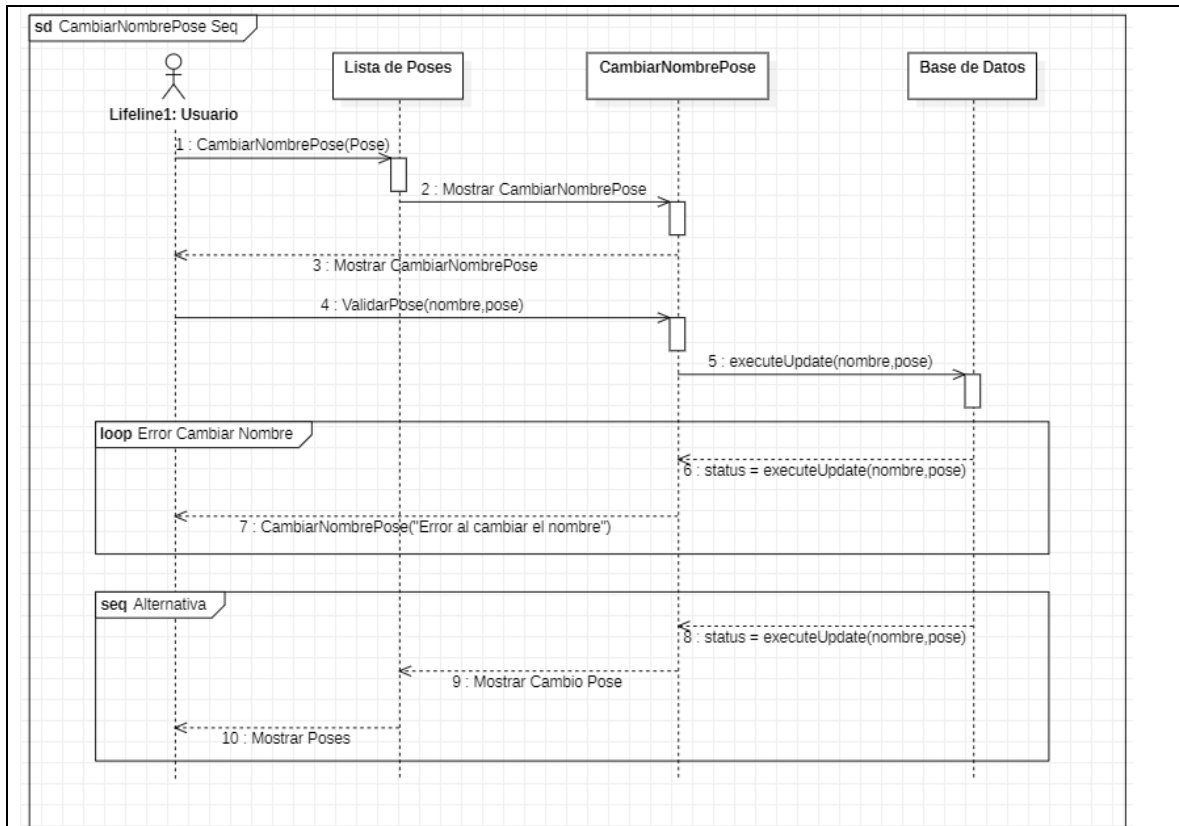 sd CambiarNombrePose Seq
Lista de Poses
CambiarNombrePose
Base de Datos
Lifeline1: Usuario
1 : CambiarNombrePose(Pose)
2 : Mostrar CambiarNombrePose
3 : Mostrar CambiarNombrePose
4 : ValidarPose(nombre,pose)
5 : executeUpdate(nombre,pose)
loop Error Cambiar Nombre
6 : status = executeUpdate(nombre,pose)
7 : CambiarNombrePose("Error al cambiar el nombre")
seq Alternativa
8 : status = executeUpdate(nombre,pose)
9 : Mostrar Cambio Pose
10 : Mostrar Poses